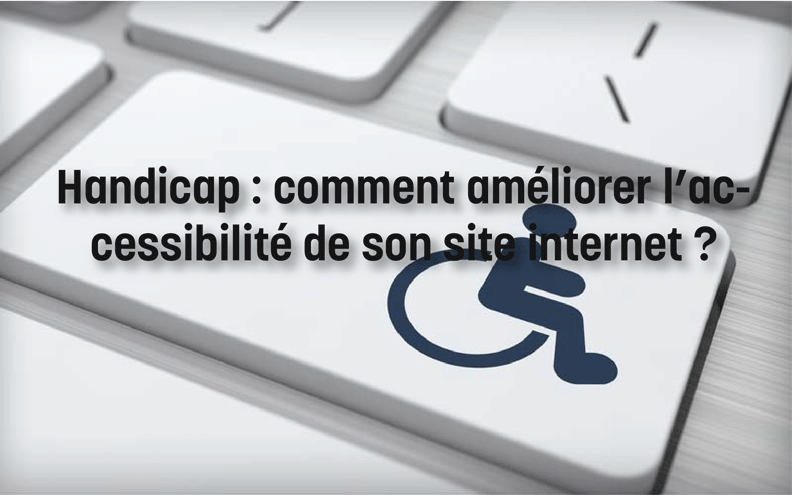 Handicap : comment améliorer l’ac-
cessibilité de son site internet ?